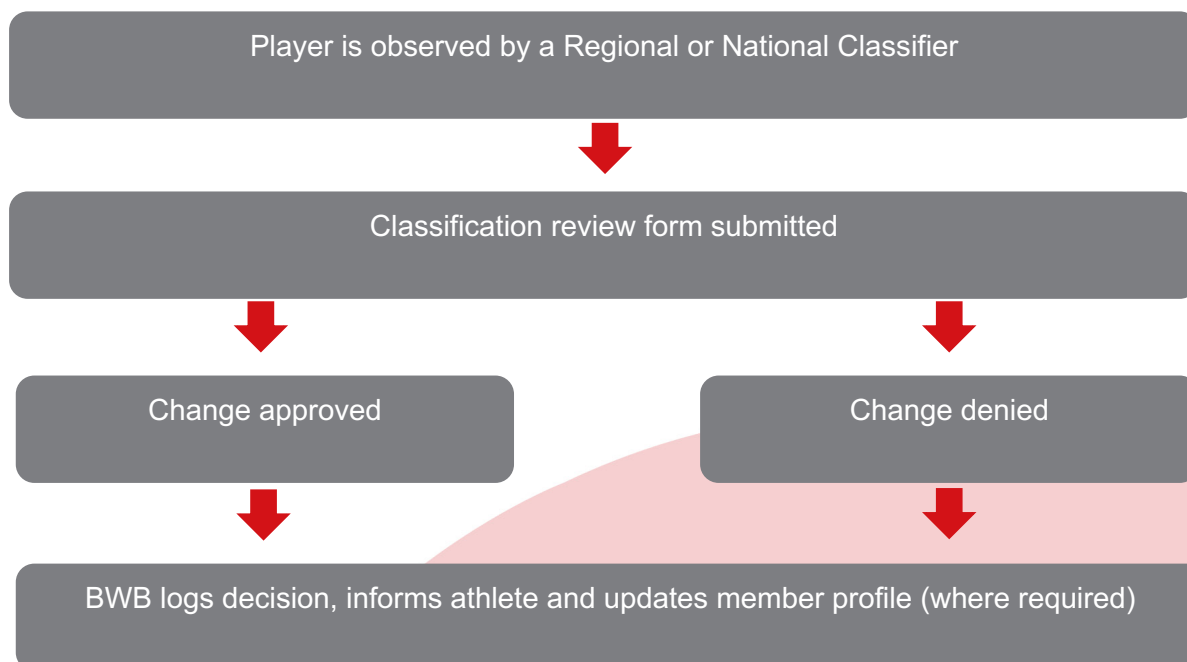 Player is observed by a Regional or National Classifier
Classification review form submitted
Change approved
Change denied
BWB logs decision, informs athlete and updates member profile (where required)